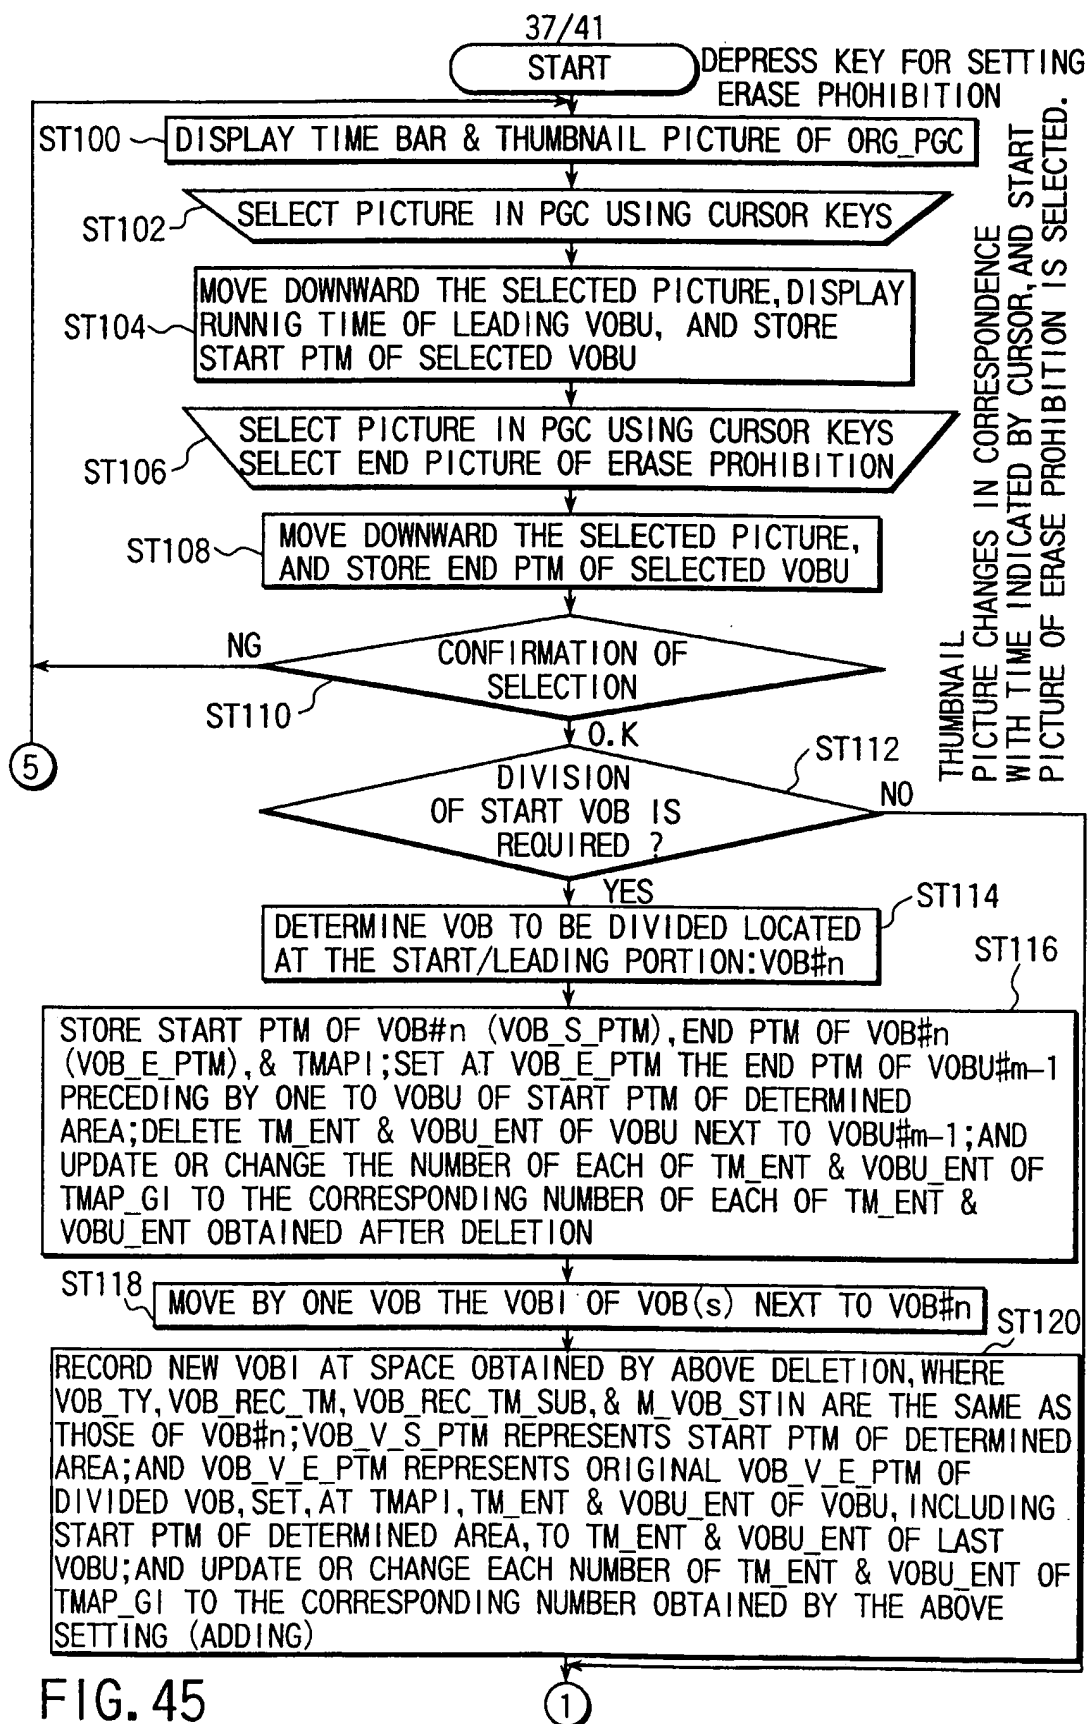 37/41
START
DEPRESS KEY FOR SETTING
ERASE PHOHIBITION
ST100
DISPLAY TIME BAR & THUMBNAIL PICTURE OF ORG_PGC
ST102
SELECT PICTURE IN PGC USING CURSOR KEYS
THUMBNAIL
PICTURE CHANGES IN CORRESPONDENCE
WITH TIME INDICATED BY CURSOR, AND START
PICTURE OF ERASE PROHIBITION IS SELECTED.
ST104
MOVE DOWNWARD THE SELECTED PICTURE, DISPLAY
RUNNIG TIME OF LEADING VOBU, AND STORE
START PTM OF SELECTED VOBU
ST106
SELECT PICTURE IN PGC USING CURSOR KEYS
SELECT END PICTURE OF ERASE PROHIBITION
ST108
MOVE DOWNWARD THE SELECTED PICTURE,
AND STORE END PTM OF SELECTED VOBU
NG
CONFIRMATION OF
SELECTION
ST110
O.K
5
ST112
DIVISION
OF START VOB IS
REQUIRED ?
NO
YES
ST114
DETERMINE VOB TO BE DIVIDED LOCATED
AT THE START/LEADING PORTION:VOB#n
ST116
STORE START PTM OF VOB#n (VOB_S_PTM), END PTM OF VOB#n
(VOB_E_PTM), & TMAPI;SET AT VOB_E_PTM THE END PTM OF VOBU#m-1
PRECEDING BY ONE TO VOBU OF START PTM OF DETERMINED
AREA;DELETE TM_ENT & VOBU_ENT OF VOBU NEXT TO VOBU#m-1;AND
UPDATE OR CHANGE THE NUMBER OF EACH OF TM_ENT & VOBU_ENT OF
TMAP_GI TO THE CORRESPONDING NUMBER OF EACH OF TM_ENT &
VOBU_ENT OBTAINED AFTER DELETION
ST118
MOVE BY ONE VOB THE VOBI OF VOB(s) NEXT TO VOB#n
ST120
RECORD NEW VOBI AT SPACE OBTAINED BY ABOVE DELETION, WHERE
VOB_TY, VOB_REC_TM, VOB_REC_TM_SUB, & M_VOB_STIN ARE THE SAME AS
THOSE OF VOB#n;VOB_V_S_PTM REPRESENTS START PTM OF DETERMINED
AREA;AND VOB_V_E_PTM REPRESENTS ORIGINAL VOB_V_E_PTM OF
DIVIDED VOB, SET, AT TMAPI, TM_ENT & VOBU_ENT OF VOBU, INCLUDING
START PTM OF DETERMINED AREA, TO TM_ENT & VOBU_ENT OF LAST
VOBU;AND UPDATE OR CHANGE EACH NUMBER OF TM_ENT & VOBU_ENT OF
TMAP_GI TO THE CORRESPONDING NUMBER OBTAINED BY THE ABOVE
SETTING (ADDING)
1
FIG. 45